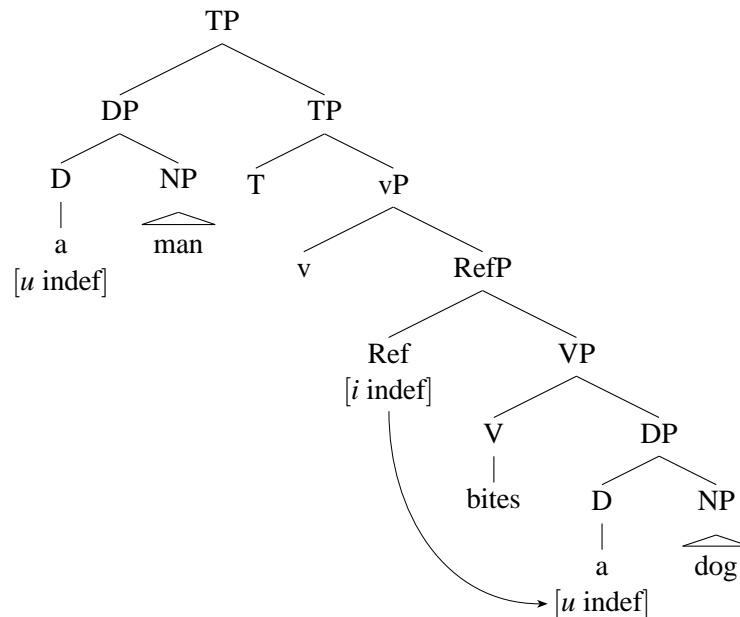 TP
DP TP
D NP T vP
a man v RefP
[u indef]
Ref VP
[i indef]
V DP
bites D NP
a dog
[u indef]